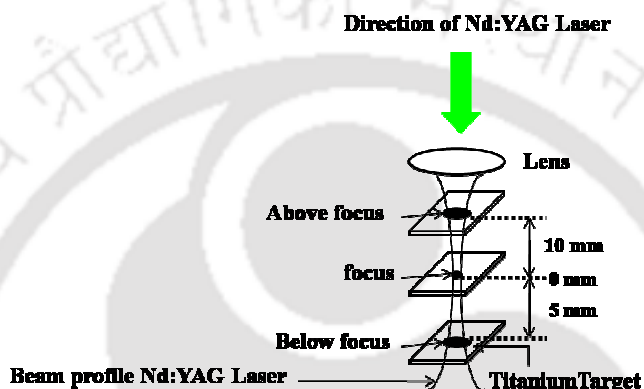 Direction of Nd:YAG Laser
Lens
Above focus
10 mm
focus
0 mm
5 mm
Below focus
Beam profile Nd:YAG Laser
TitaniumTarget